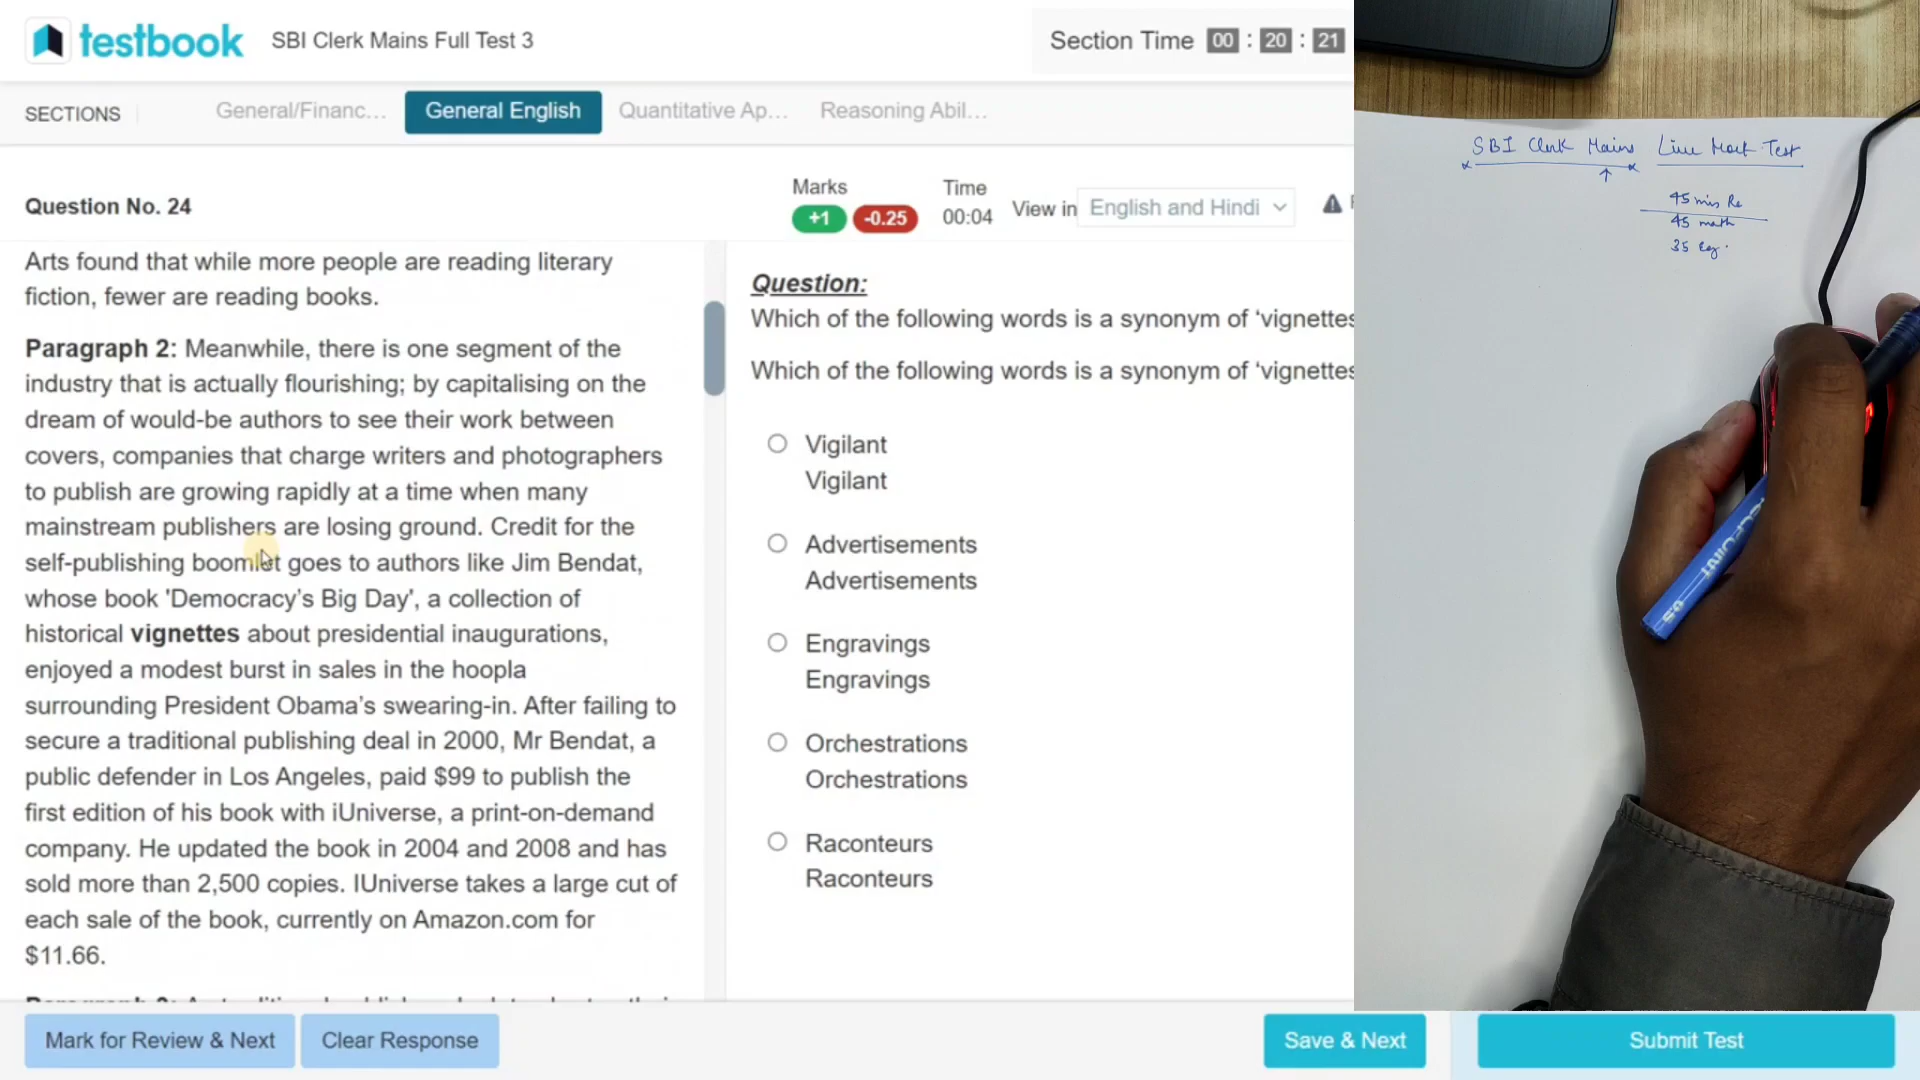 testbook
SBI Clerk Mains Full Test 3
Section Time 00 : 20 : 21
SECTIONS
General/Financ...
General English
Quantitative Ap...
Reasoning Abil...
Question No. 24
Marks
+1 -0.25
Time
00:04
View in English and Hindi
Arts found that while more people are reading literary
fiction, fewer are reading books.
Paragraph 2: Meanwhile, there is one segment of the
industry that is actually flourishing; by capitalising on the
dream of would-be authors to see their work between
covers, companies that charge writers and photographers
to publish are growing rapidly at a time when many
mainstream publishers are losing ground. Credit for the
self-publishing boomlet goes to authors like Jim Bendat,
whose book 'Democracy's Big Day', a collection of
historical vignettes about presidential inaugurations,
enjoyed a modest burst in sales in the hoopla
surrounding President Obama's swearing-in. After failing to
secure a traditional publishing deal in 2000, Mr Bendat, a
public defender in Los Angeles, paid $99 to publish the
first edition of his book with iUniverse, a print-on-demand
company. He updated the book in 2004 and 2008 and has
sold more than 2,500 copies. IUniverse takes a large cut of
each sale of the book, currently on Amazon.com for
$11.66.
Question:
Which of the following words is a synonym of 'vignettes
Which of the following words is a synonym of 'vignettes
Vigilant
Vigilant
Advertisements
Advertisements
Engravings
Engravings
Orchestrations
Orchestrations
Raconteurs
Raconteurs
Mark for Review & Next
Clear Response
Save & Next
Submit Test
SBI Clerk Mains Live Mock Test
45 mins Re
45 math
35 Eng.